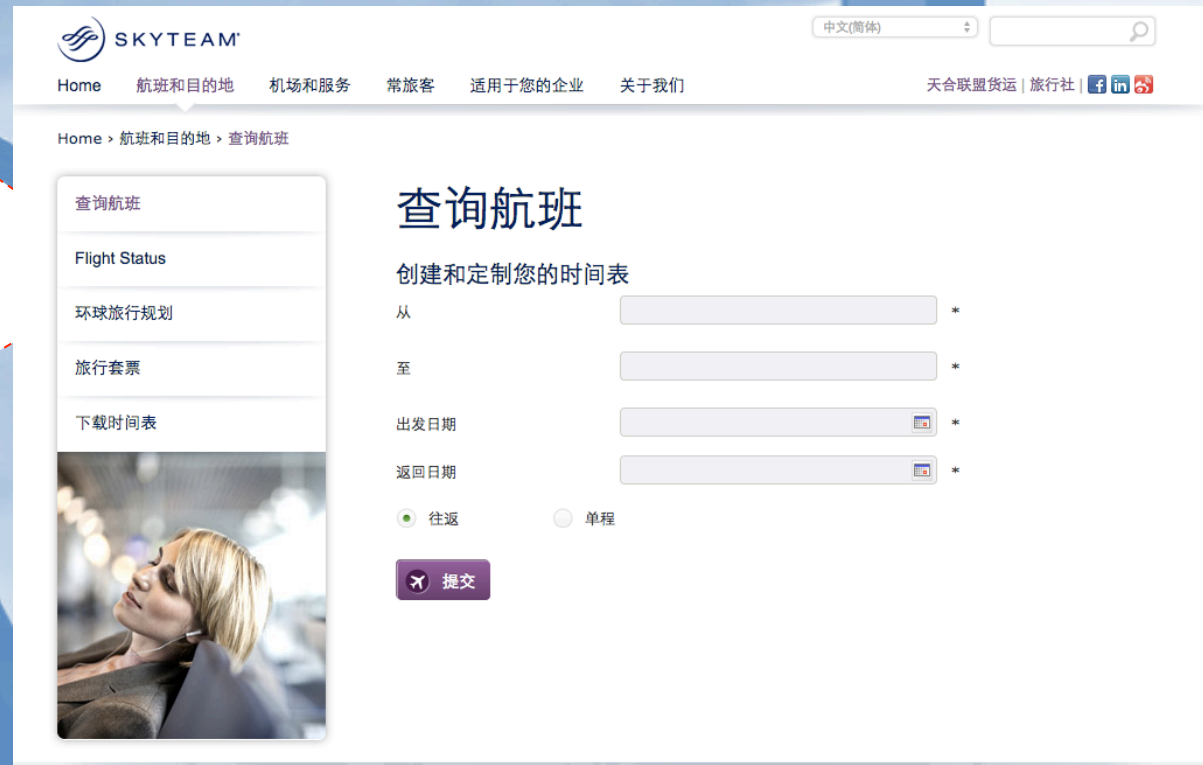 SKYTEAM
中文(简体)
Home 航班和目的地 机场和服务 常旅客 适用于您的企业 关于我们 天合联盟货运 | 旅行社 |
Home › 航班和目的地 › 查询航班
查询航班
Flight Status
环球旅行规划
旅行套票
下载时间表
查询航班
创建和定制您的时间表
从 *
至 *
出发日期 *
返回日期 *
往返 单程
提交